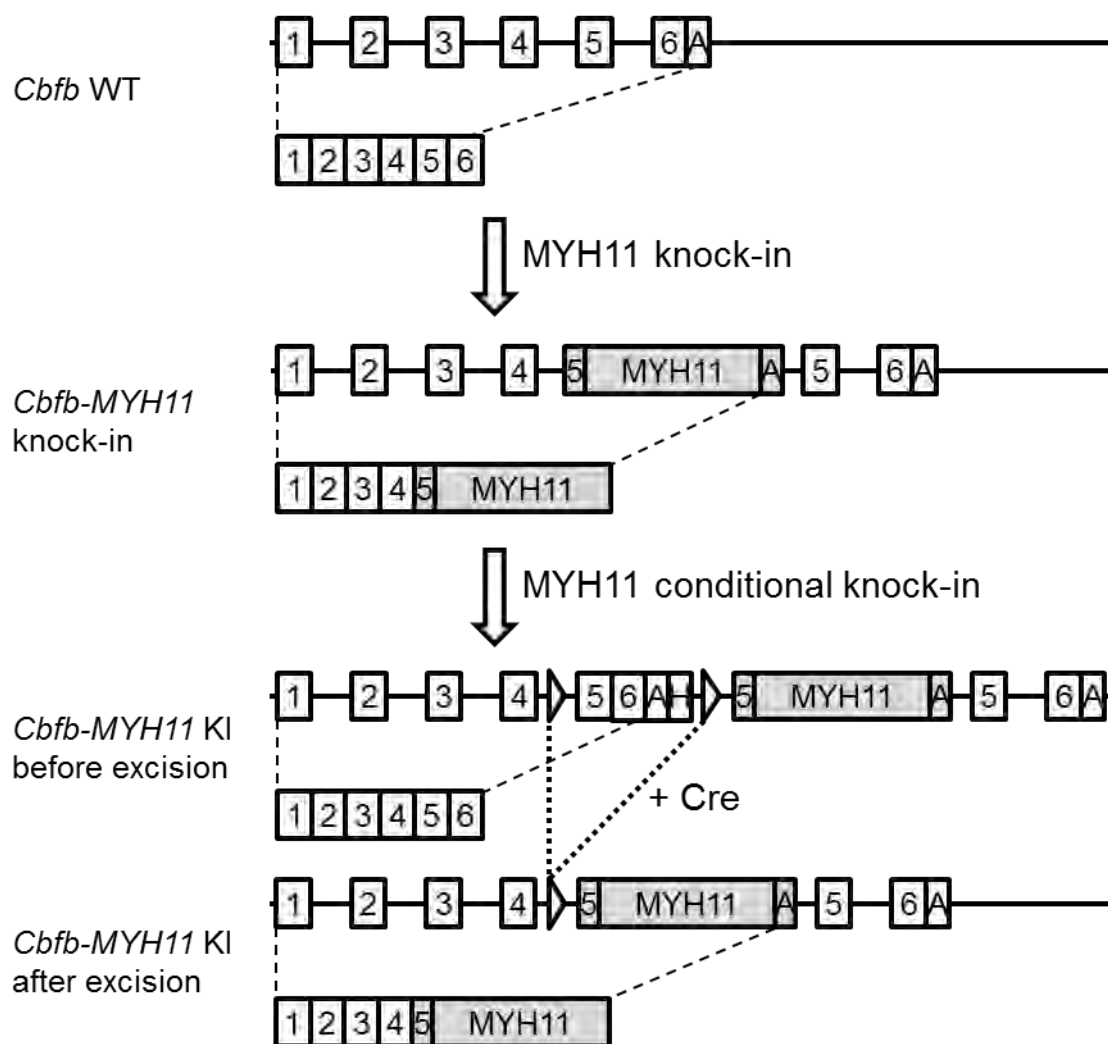 1 2 3 4 5 6 A
Cbfb WT
1 2 3 4 5 6
MYH11 knock-in
1 2 3 4 5 MYH11 A 5 6 A
Cbfb-MYH11
knock-in
1 2 3 4 5 MYH11
MYH11 conditional knock-in
1 2 3 4 5 6 A H 5 MYH11 A 5 6 A
Cbfb-MYH11 KI
before excision
+ Cre
1 2 3 4 5 6
1 2 3 4 5 MYH11 A 5 6 A
Cbfb-MYH11 KI
after excision
1 2 3 4 5 MYH11